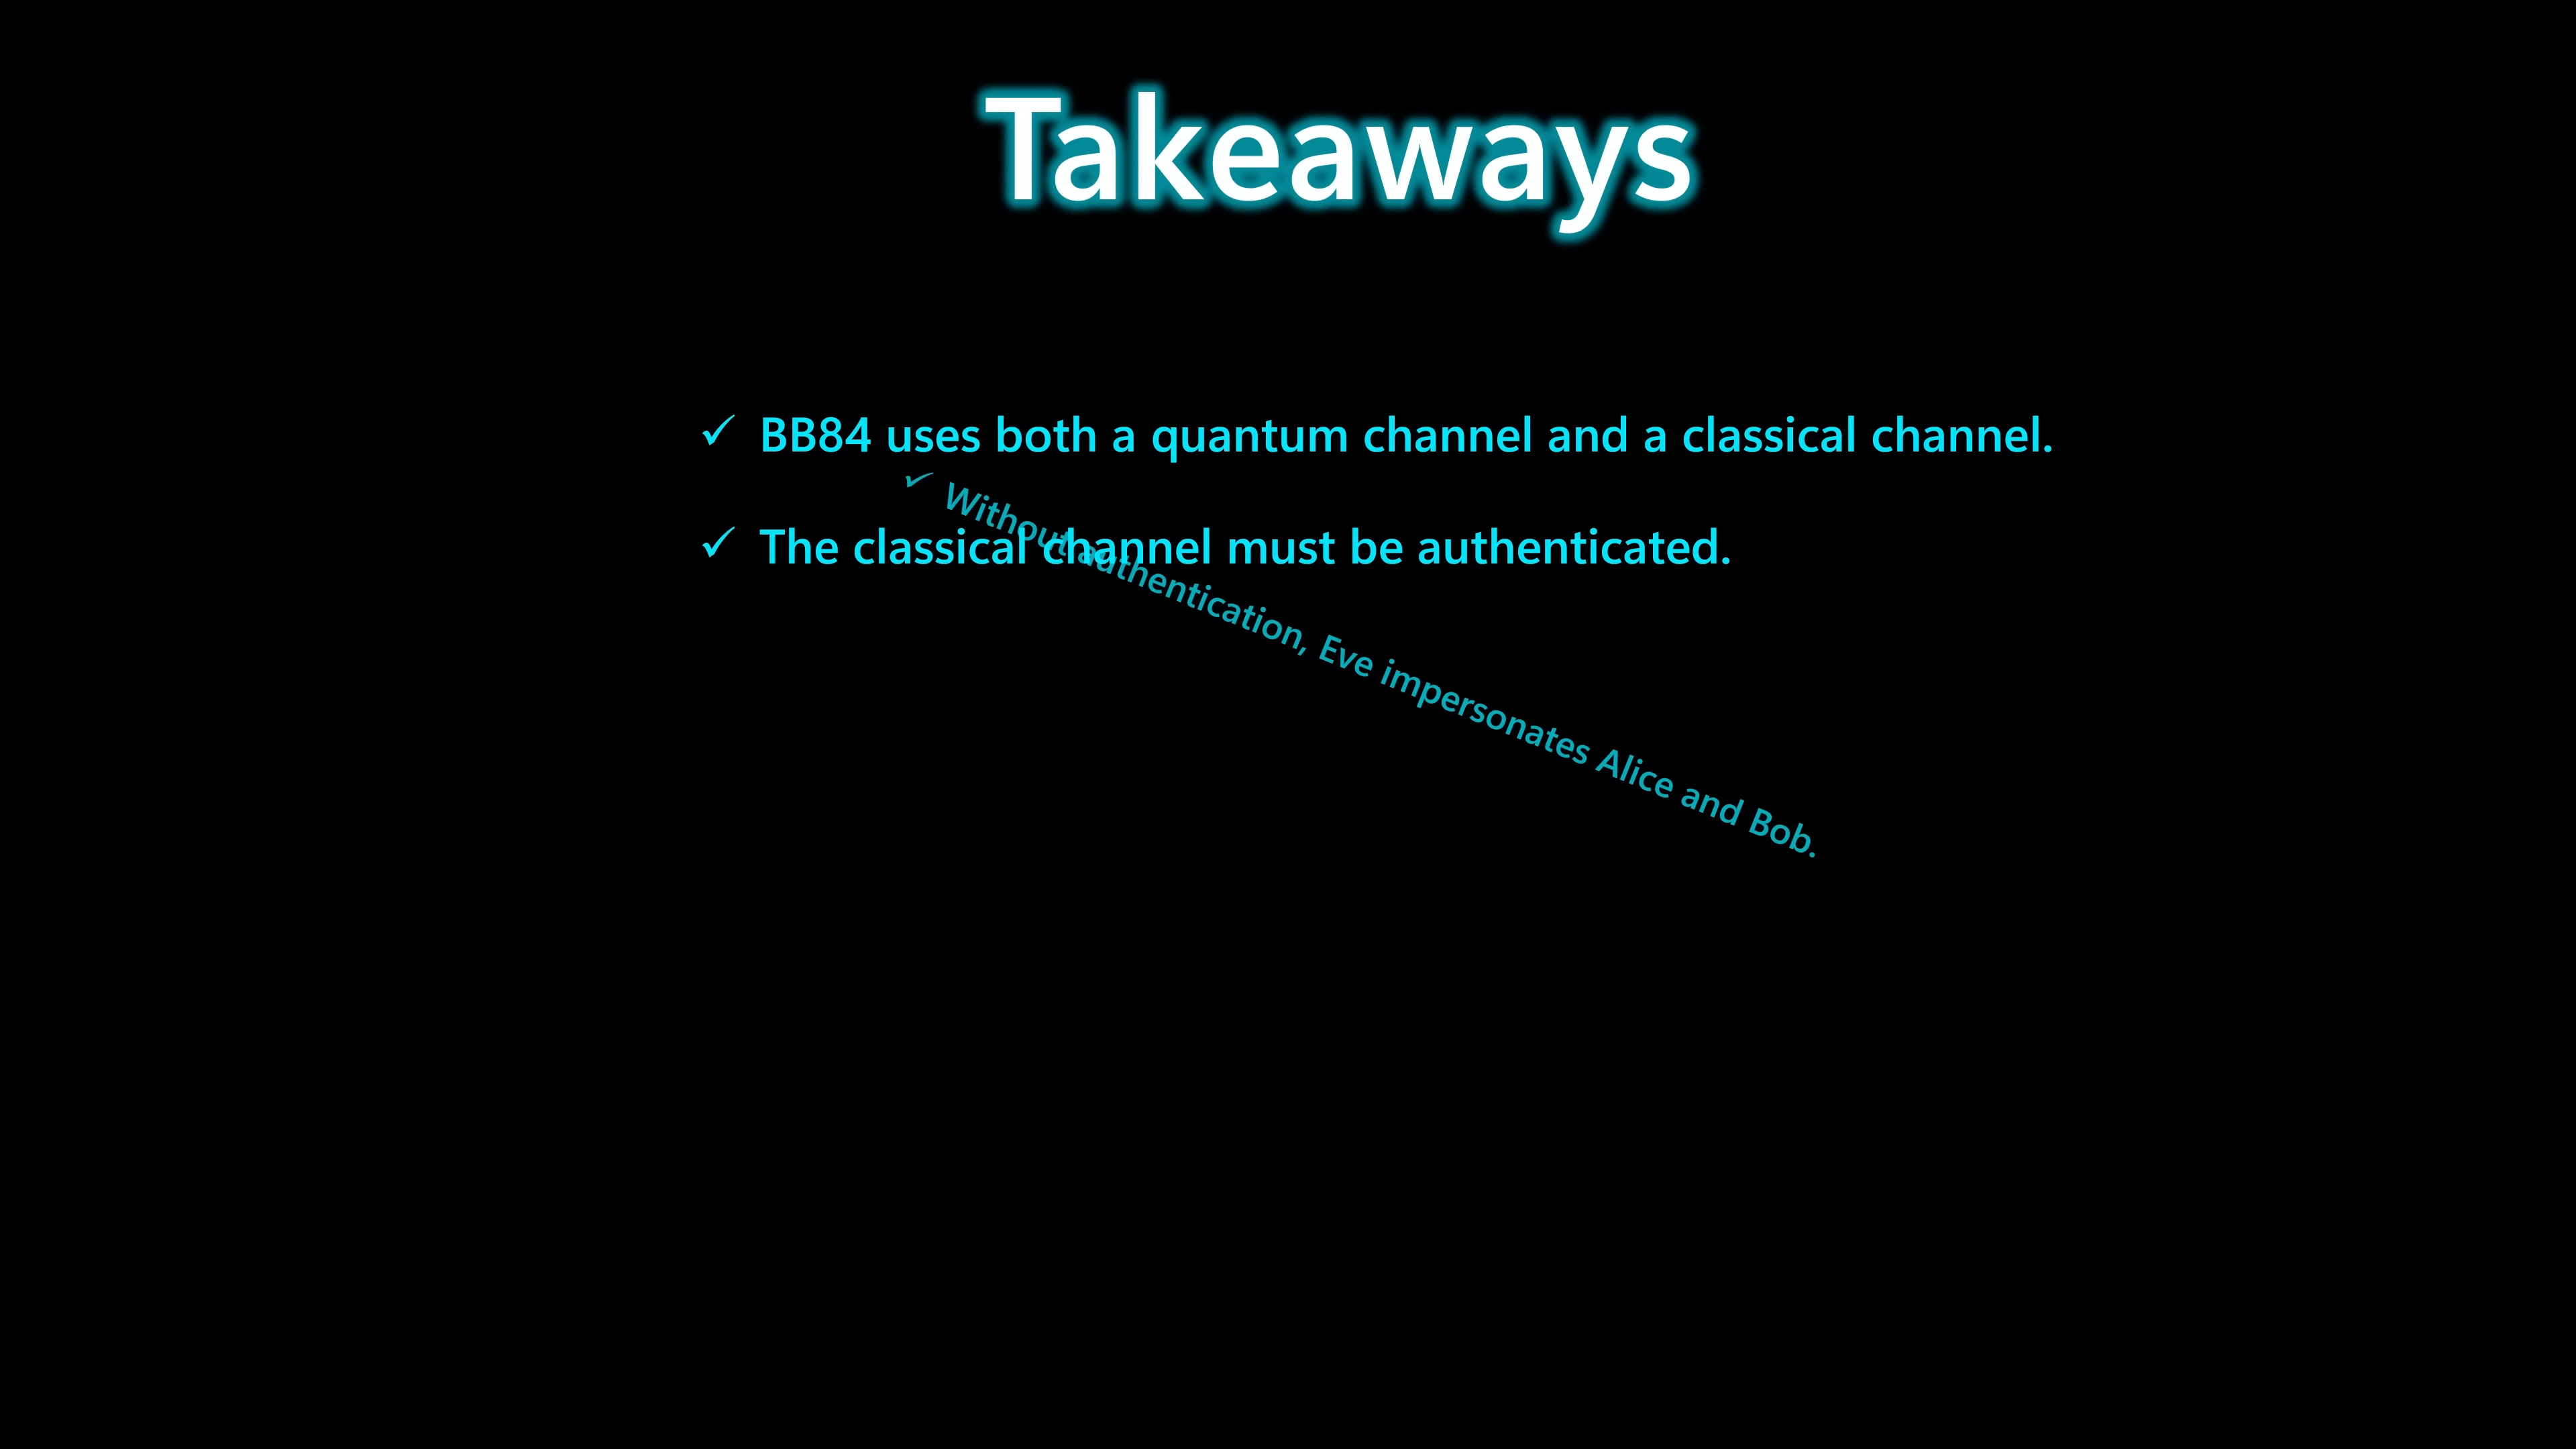 Takeaways
✓ BB84 uses both a quantum channel and a classical channel.
✓ The classical channel must be authenticated.
✓ Without authentication, Eve impersonates Alice and Bob.